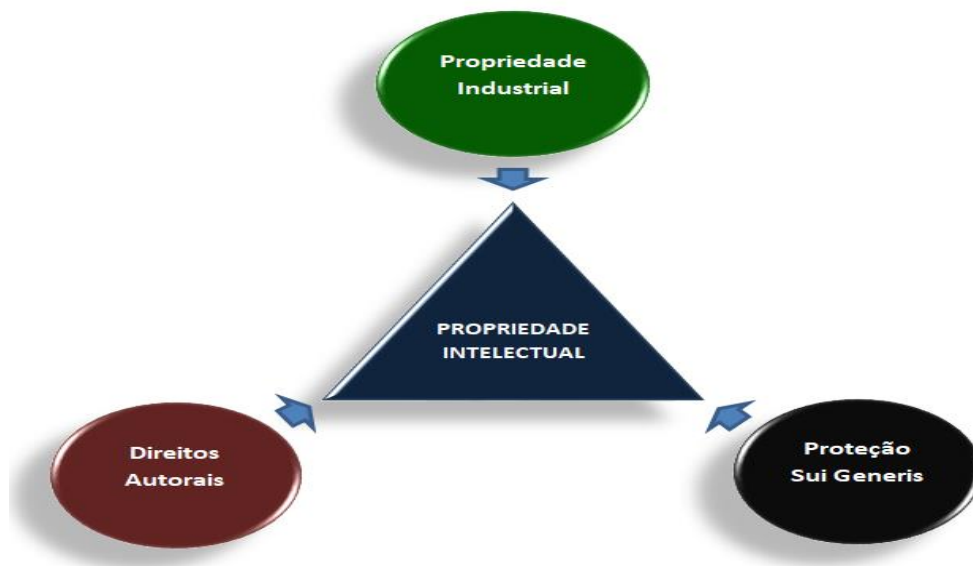 Propriedade
Industrial
PROPRIEDADE
INTELECTUAL
Direitos
Autorais
Proteção
Sui Generis